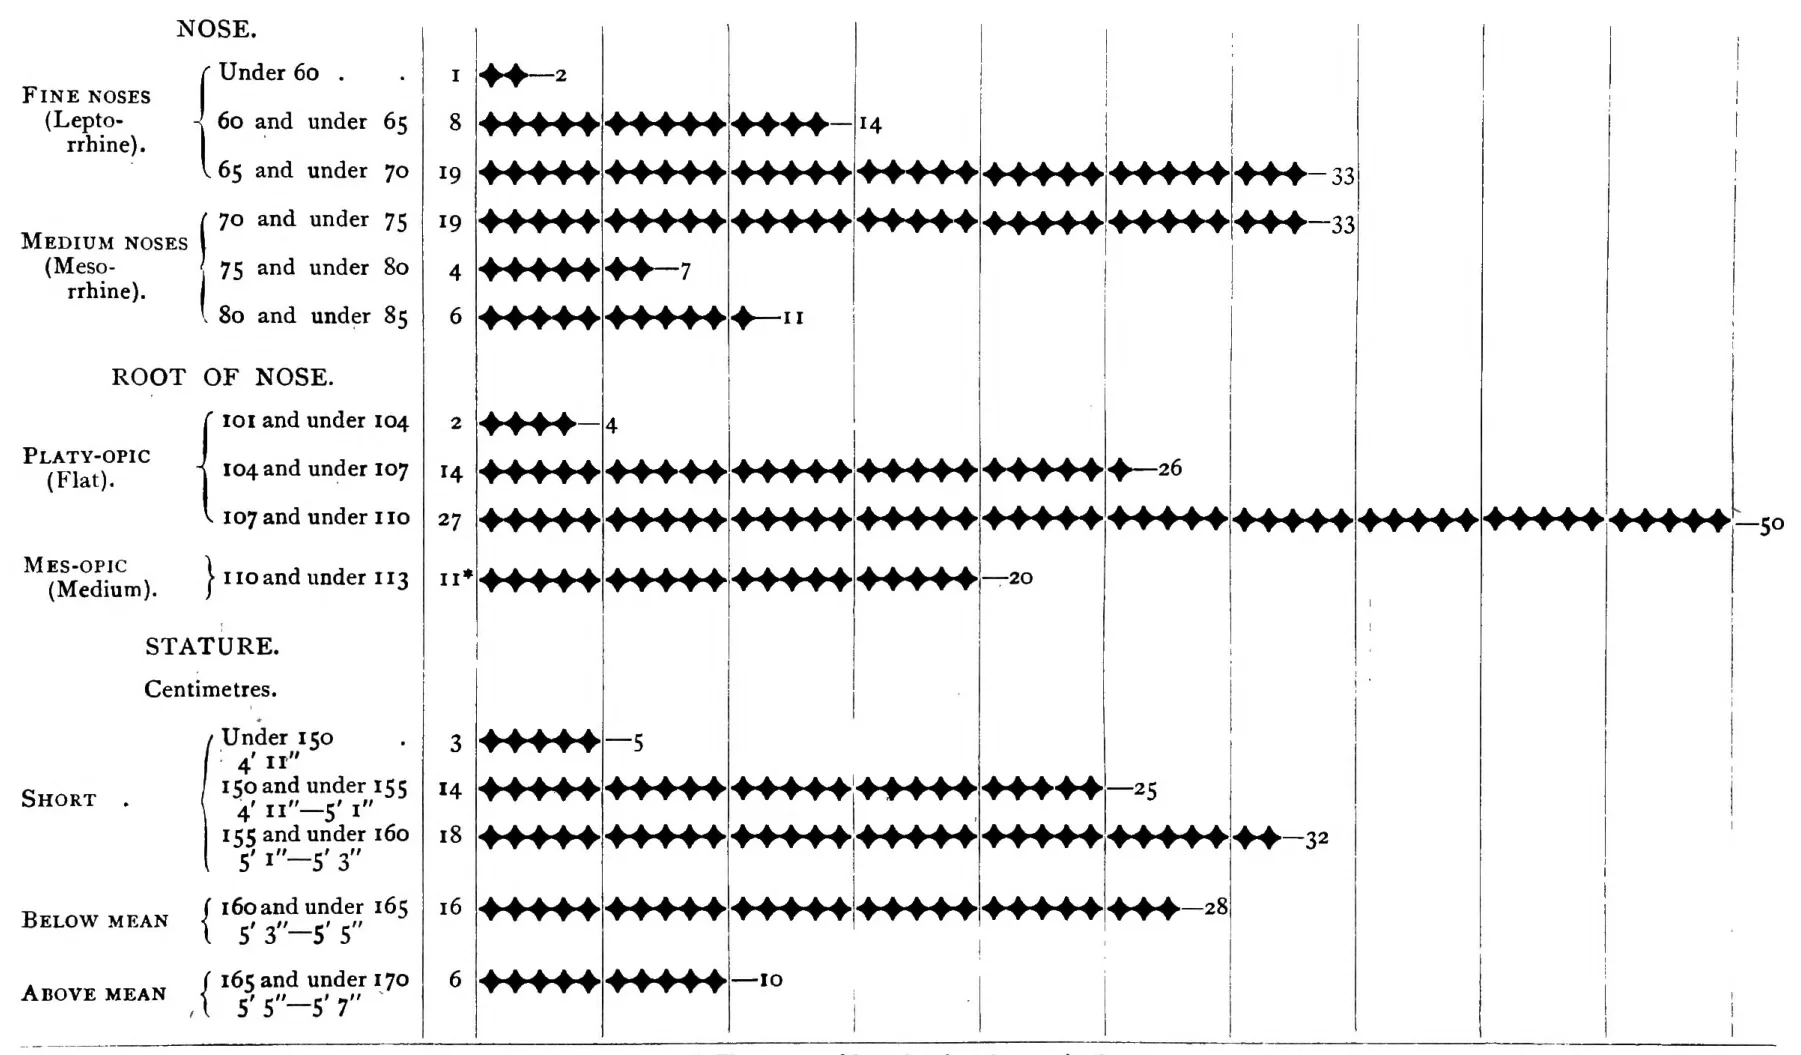 NOSE.
FINE NOSES
(Lepto-
rrhine).
Under 60 . . 1 2
60 and under 65 8 14
65 and under 70 19 33
MEDIUM NOSES
(Meso-
rrhine).
70 and under 75 19 33
75 and under 80 4 7
80 and under 85 6 11
ROOT OF NOSE.
PLATY-OPIC
(Flat).
101 and under 104 2 4
104 and under 107 14 26
107 and under 110 27 50
MES-OPIC
(Medium).
110 and under 113 11* 20
STATURE.
Centimetres.
SHORT .
Under 150 . 3 5
4' 11"
150 and under 155 14 25
4' 11"—5' 1"
155 and under 160 18 32
5' 1"—5' 3"
BELOW MEAN
160 and under 165 16 28
5' 3"—5' 5"
ABOVE MEAN
165 and under 170 6 10
5' 5"—5' 7"